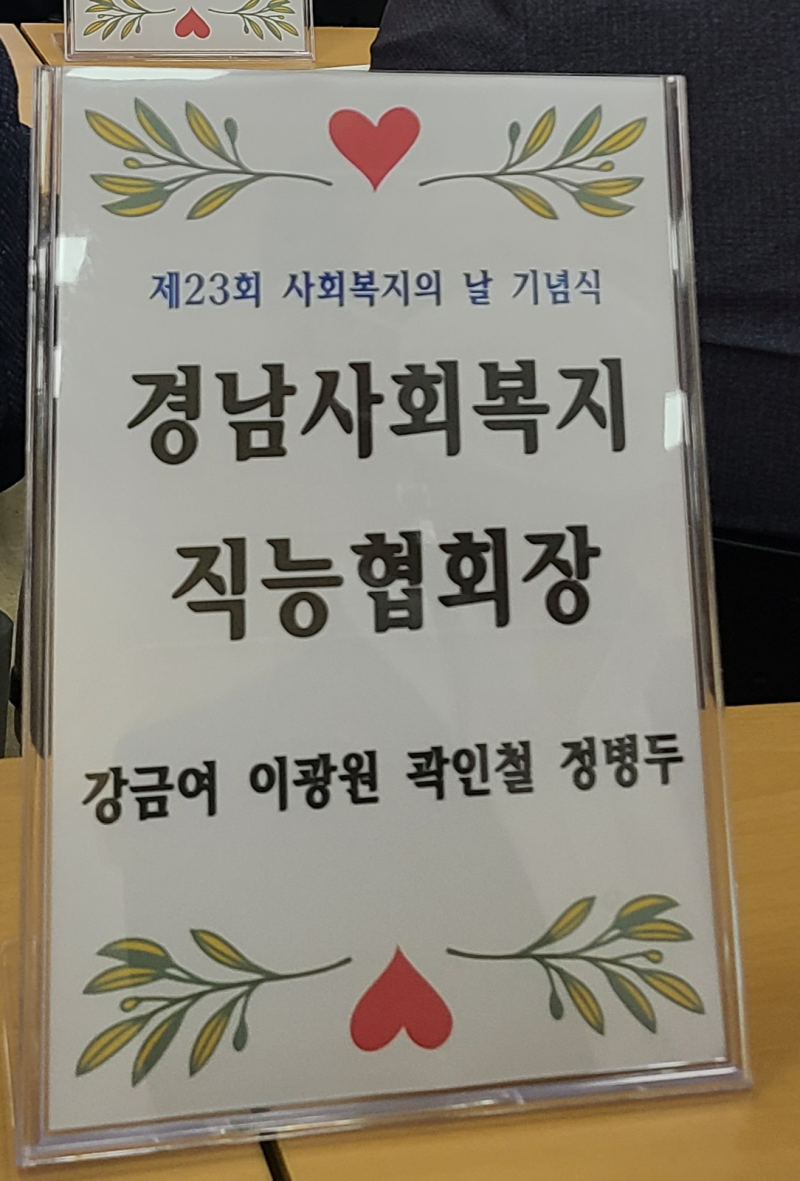 제23회 사회복지의 날 기념식
경남사회복지
직능협회장
강금여 이광원 곽인철 정병두